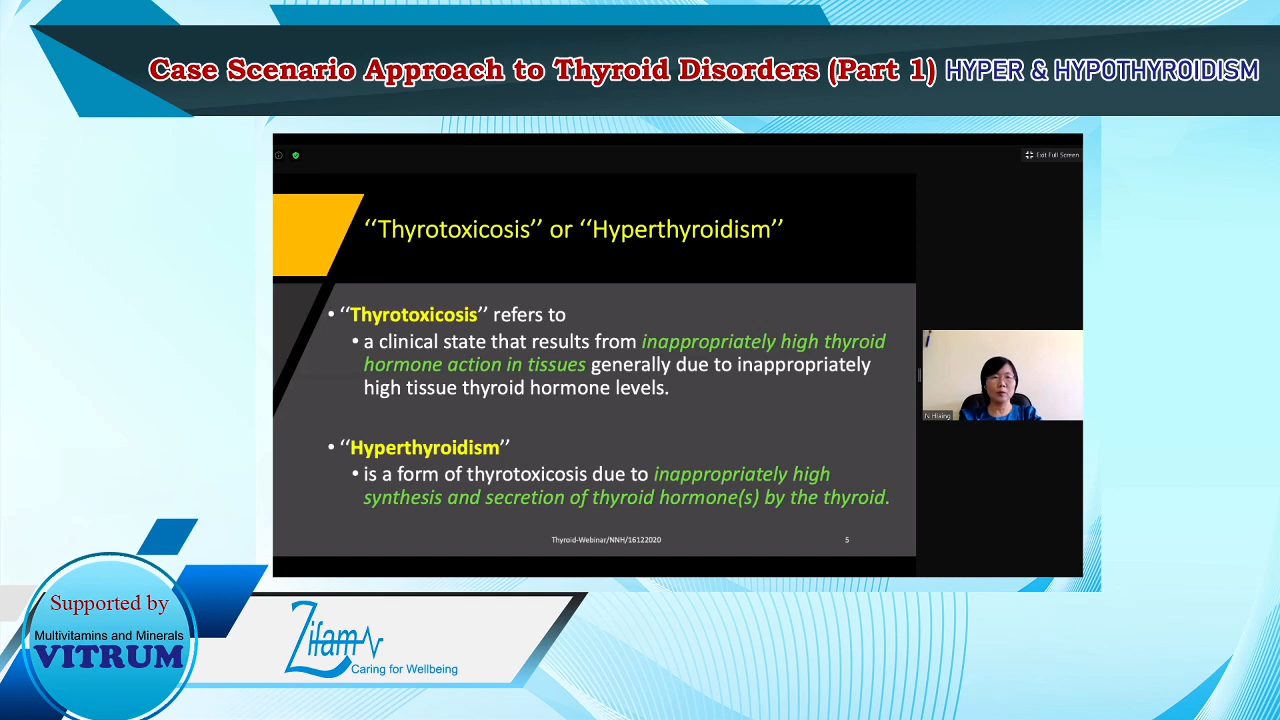 Case Scenario Approach to Thyroid Disorders (Part 1) HYPER & HYPOTHYROIDISM
Exit Full Screen
‘‘Thyrotoxicosis’’ or ‘‘Hyperthyroidism’’
• ‘‘Thyrotoxicosis’’ refers to
• a clinical state that results from inappropriately high thyroid
hormone action in tissues generally due to inappropriately
high tissue thyroid hormone levels.
• ‘‘Hyperthyroidism’’
• is a form of thyrotoxicosis due to inappropriately high
synthesis and secretion of thyroid hormone(s) by the thyroid.
Thyroid-Webinar/NNH/16122020
5
N Hlaing
Supported by
Multivitamins and Minerals
VITRUM
Zifam
Caring for Wellbeing